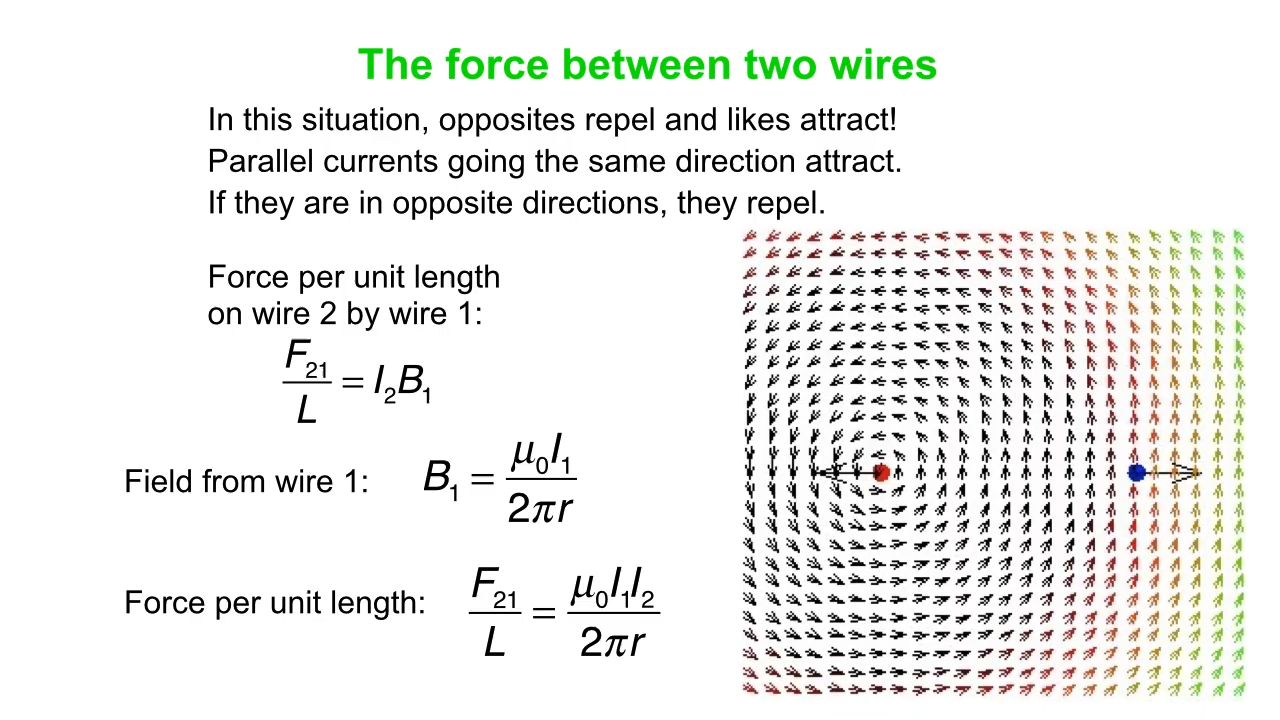 The force between two wires
In this situation, opposites repel and likes attract!
Parallel currents going the same direction attract.
If they are in opposite directions, they repel.
Force per unit length
on wire 2 by wire 1:
F₂₁/L = I₂B₁
Field from wire 1: B₁ = μ₀I₁/2πr
Force per unit length: F₂₁/L = μ₀I₁I₂/2πr